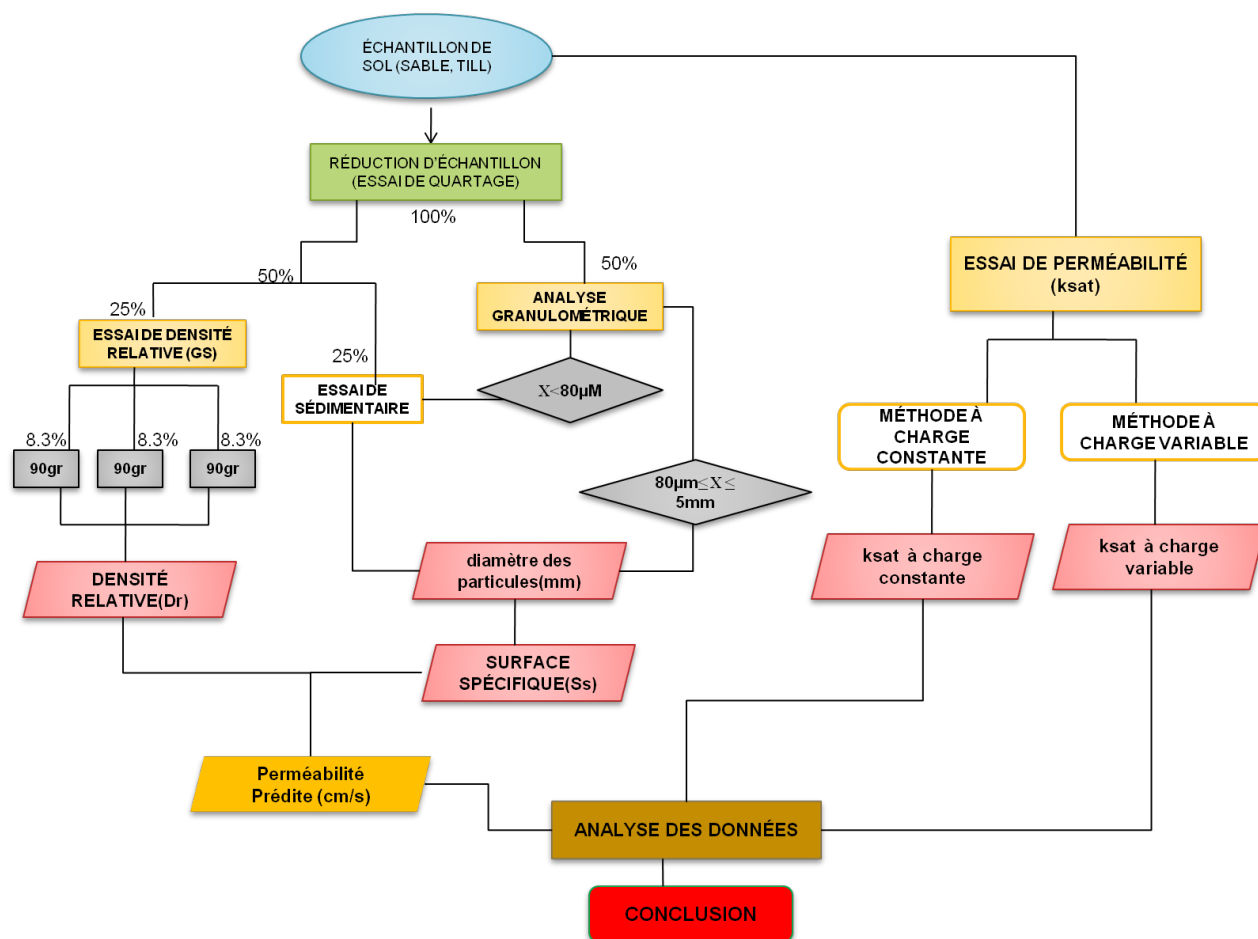 ÉCHANTILLON DE
SOL (SABLE, TILL)
RÉDUCTION D'ÉCHANTILLON
(ESSAI DE QUARTAGE)
100%
50%
50%
ESSAI DE PERMÉABILITÉ
(ksat)
ANALYSE
GRANULOMÉTRIQUE
25%
ESSAI DE DENSITÉ
RELATIVE (GS)
25%
ESSAI DE
SÉDIMENTAIRE
X<80µM
MÉTHODE À
CHARGE
CONSTANTE
MÉTHODE À
CHARGE VARIABLE
8.3%
8.3%
8.3%
90gr
90gr
90gr
80µm≤X≤
5mm
DENSITÉ
RELATIVE(Dr)
diamètre des
particules(mm)
ksat à charge
constante
ksat à charge
variable
SURFACE
SPÉCIFIQUE(Ss)
Perméabilité
Prédite (cm/s)
ANALYSE DES DONNÉES
CONCLUSION